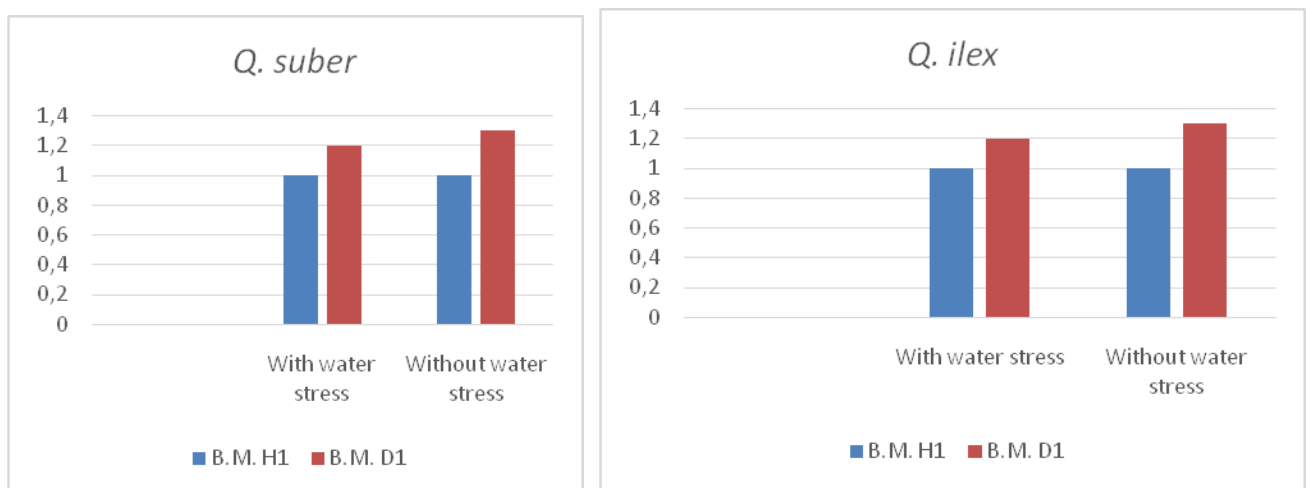 Q. suber
1,4
1,2
1
0,8
0,6
0,4
0,2
0
With water
stress
Without water
stress
B.M. H1 B.M. D1
Q. ilex
1,4
1,2
1
0,8
0,6
0,4
0,2
0
With water stress
Without water
stress
B.M. H1 B.M. D1